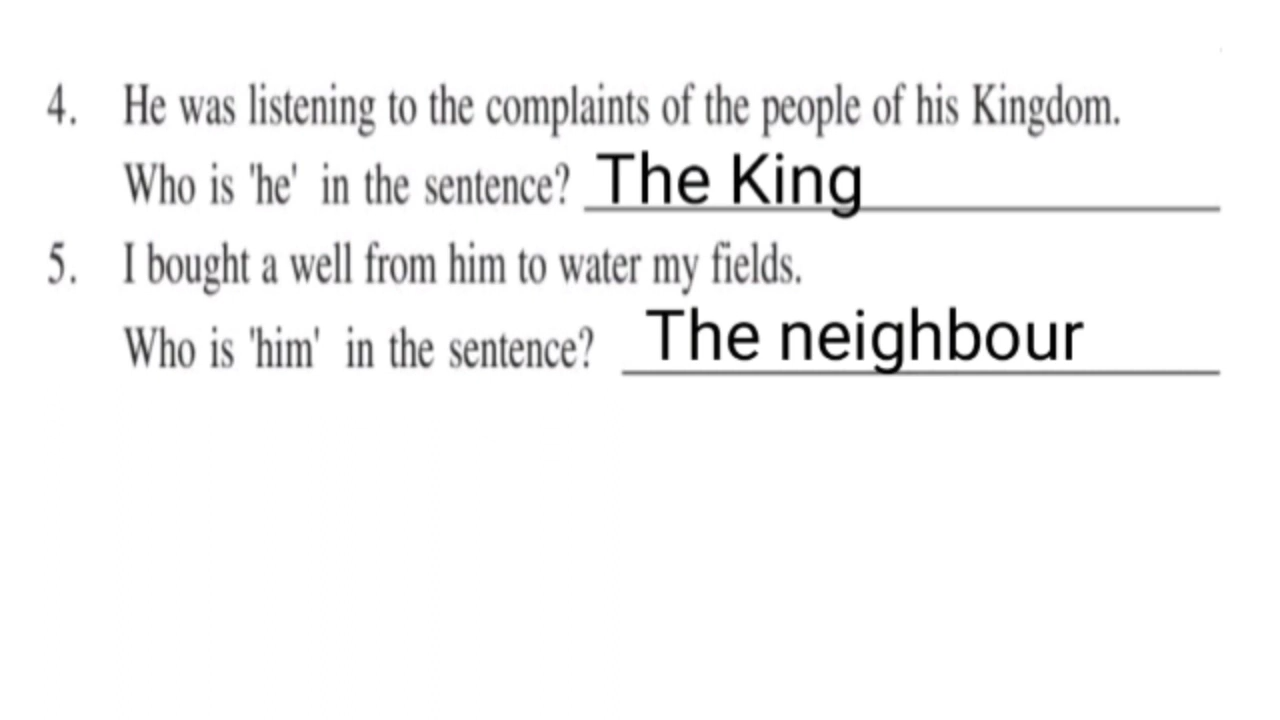 4. He was listening to the complaints of the people of his Kingdom.
Who is 'he' in the sentence? The King
5. I bought a well from him to water my fields.
Who is 'him' in the sentence? The neighbour